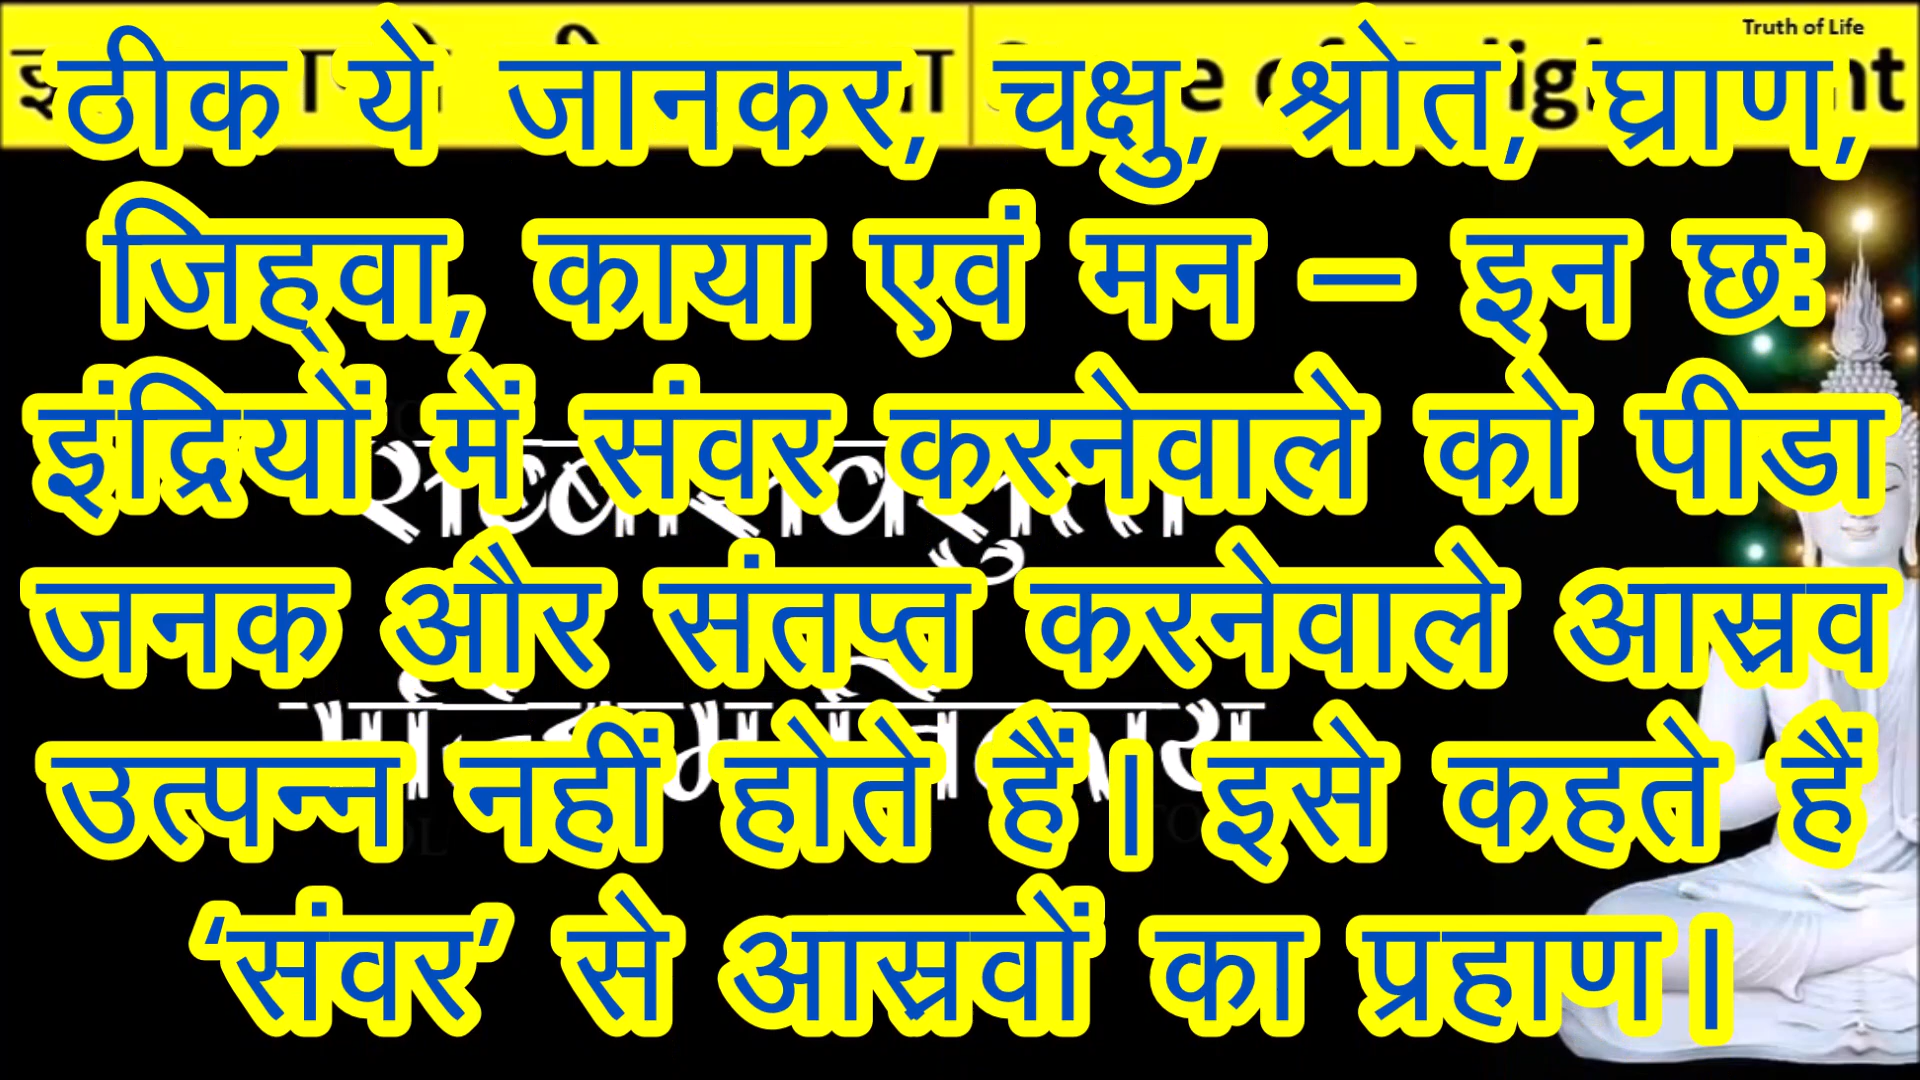 Truth of Life
ठीक ये जानकर, चक्षु, श्रोत, घ्राण,
जिह्वा, काया एवं मन – इन छः
इंद्रियों में संवर करनेवाले को पीडा
जनक और संतप्त करनेवाले आस्रव
उत्पन्न नहीं होते हैं। इसे कहते हैं
‘संवर’ से आस्रवों का प्रहाण।